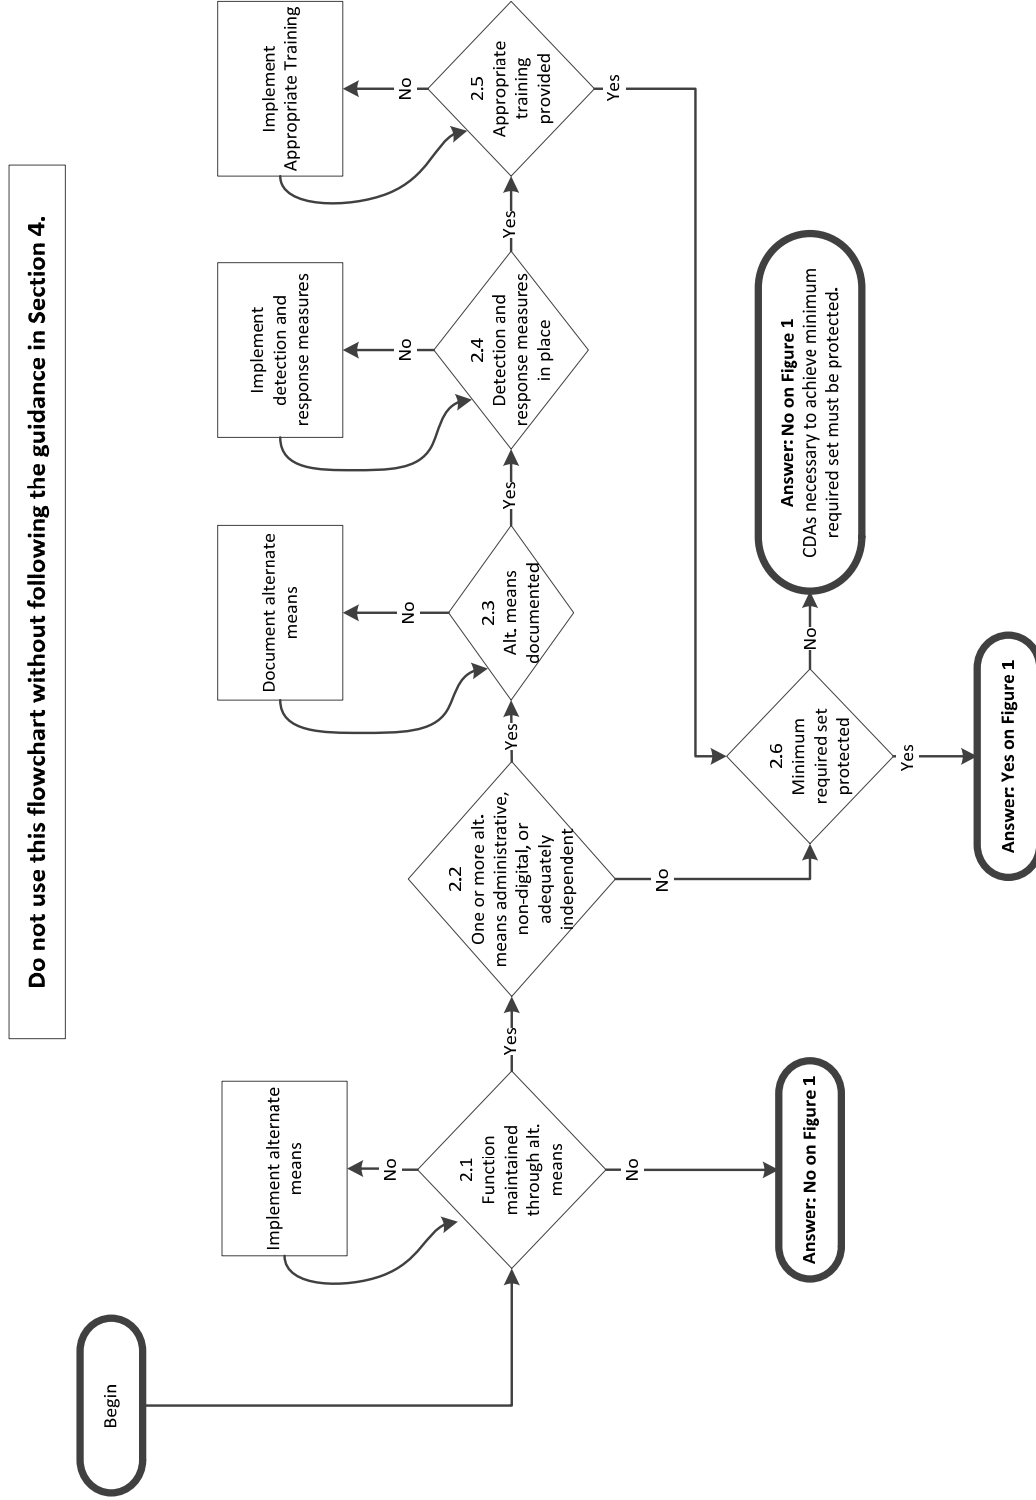 Do not use this flowchart without following the guidance in Section 4.
Begin
Implement alternate
means
No
2.1
Function
maintained
through alt.
means
No
Answer: No on Figure 1
Yes
2.2
One or more alt.
means administrative,
non-digital, or
adequately
independent
No
Yes
Document alternate
means
No
2.3
Alt. means
documented
Yes
Implement
detection and
response measures
No
2.4
Detection and
response measures
in place
Yes
Implement
Appropriate Training
No
2.5
Appropriate
training
provided
Yes
2.6
Minimum
required set
protected
No
Answer: No on Figure 1
CDAs necessary to achieve minimum
required set must be protected.
Yes
Answer: Yes on Figure 1